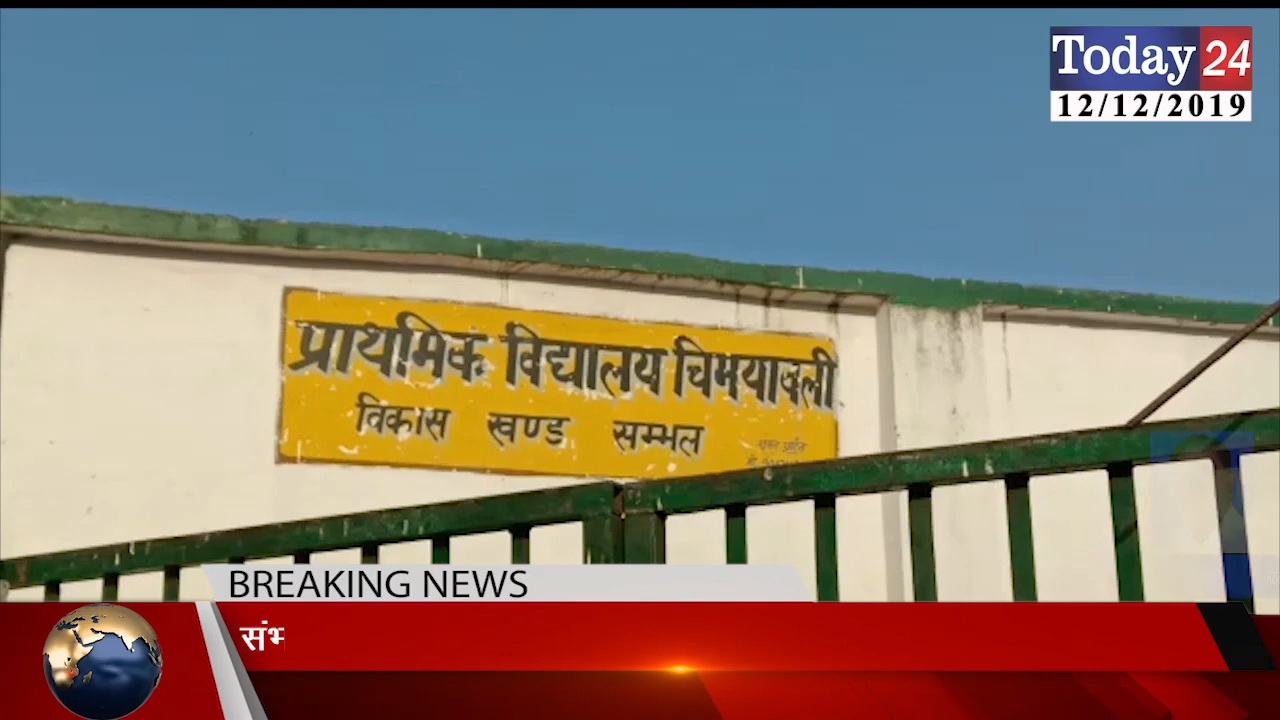 Today 24
12/12/2019
प्राथमिक विद्यालय चिमयावली
विकास खण्ड सम्भल
BREAKING NEWS
संभ